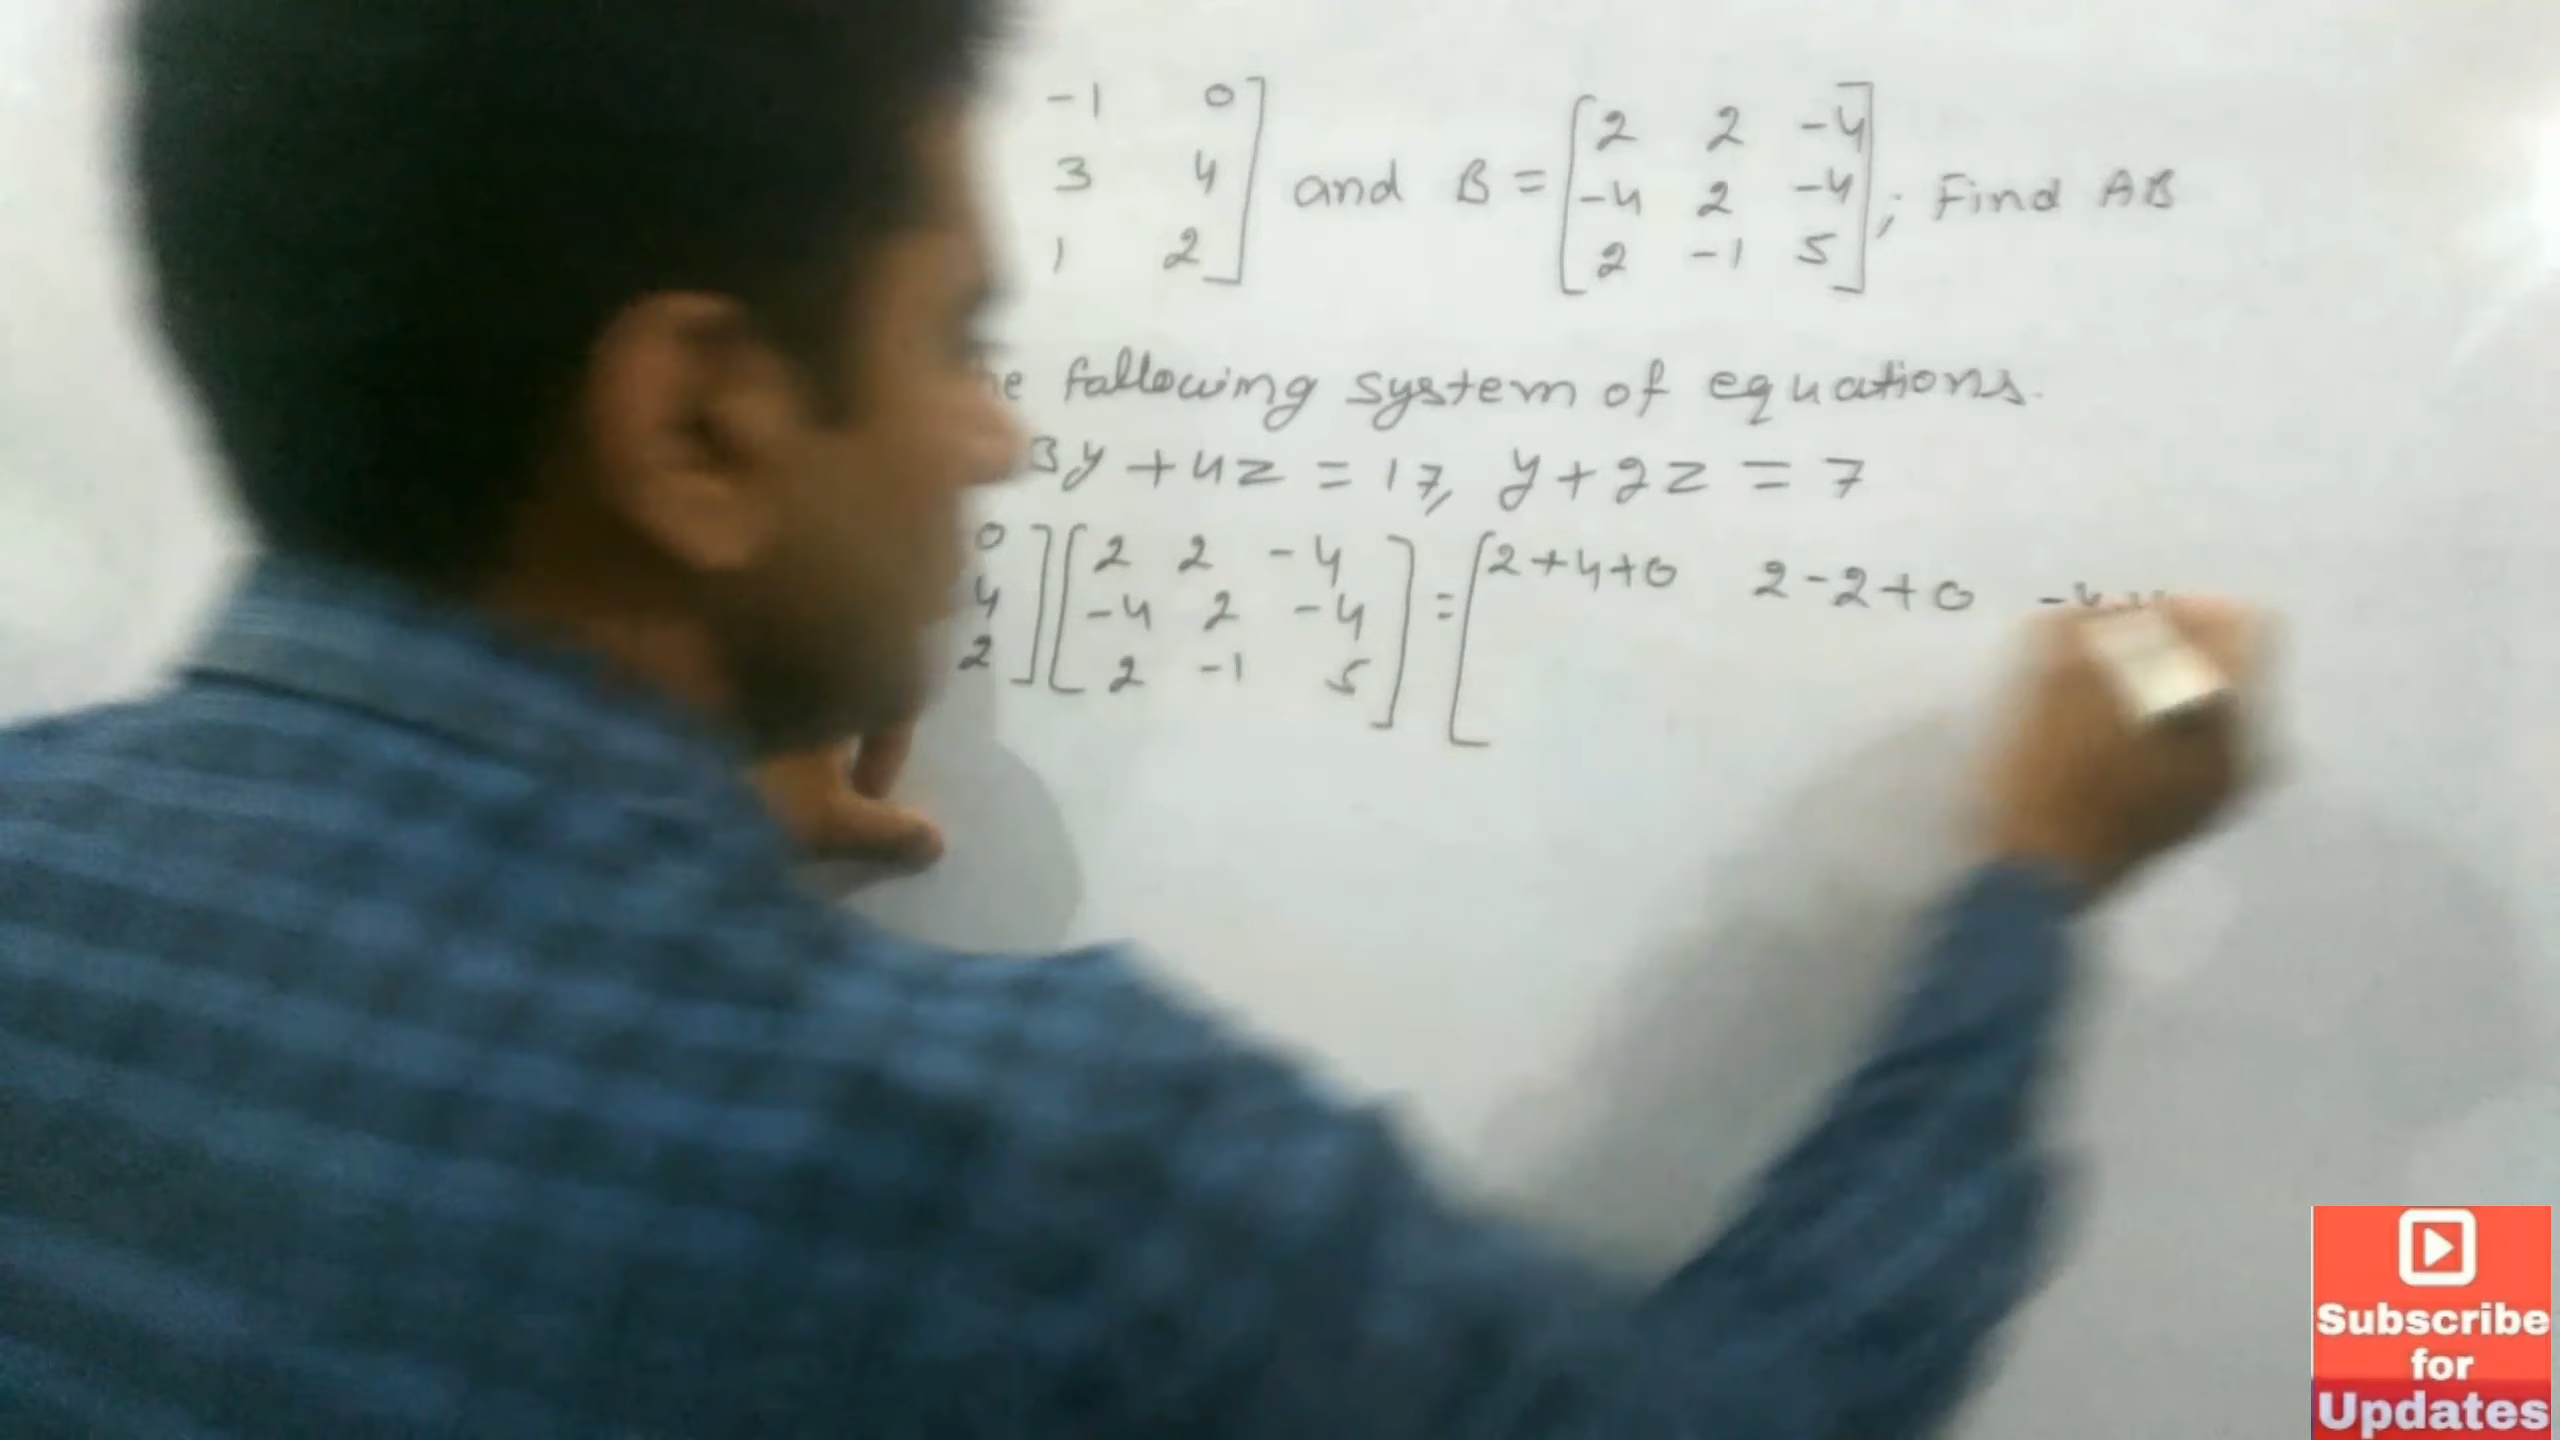 -1 0
3 4
1 2
and B = [2 2 -4
-4 2 -4
2 -1 5] ; Find AB
following system of equations.
3y + 4z = 17, y + 2z = 7
0
4
2] [2 2 -4
-4 2 -4
2 -1 5] = [2+4+0 2-2+0
Subscribe
for
Updates